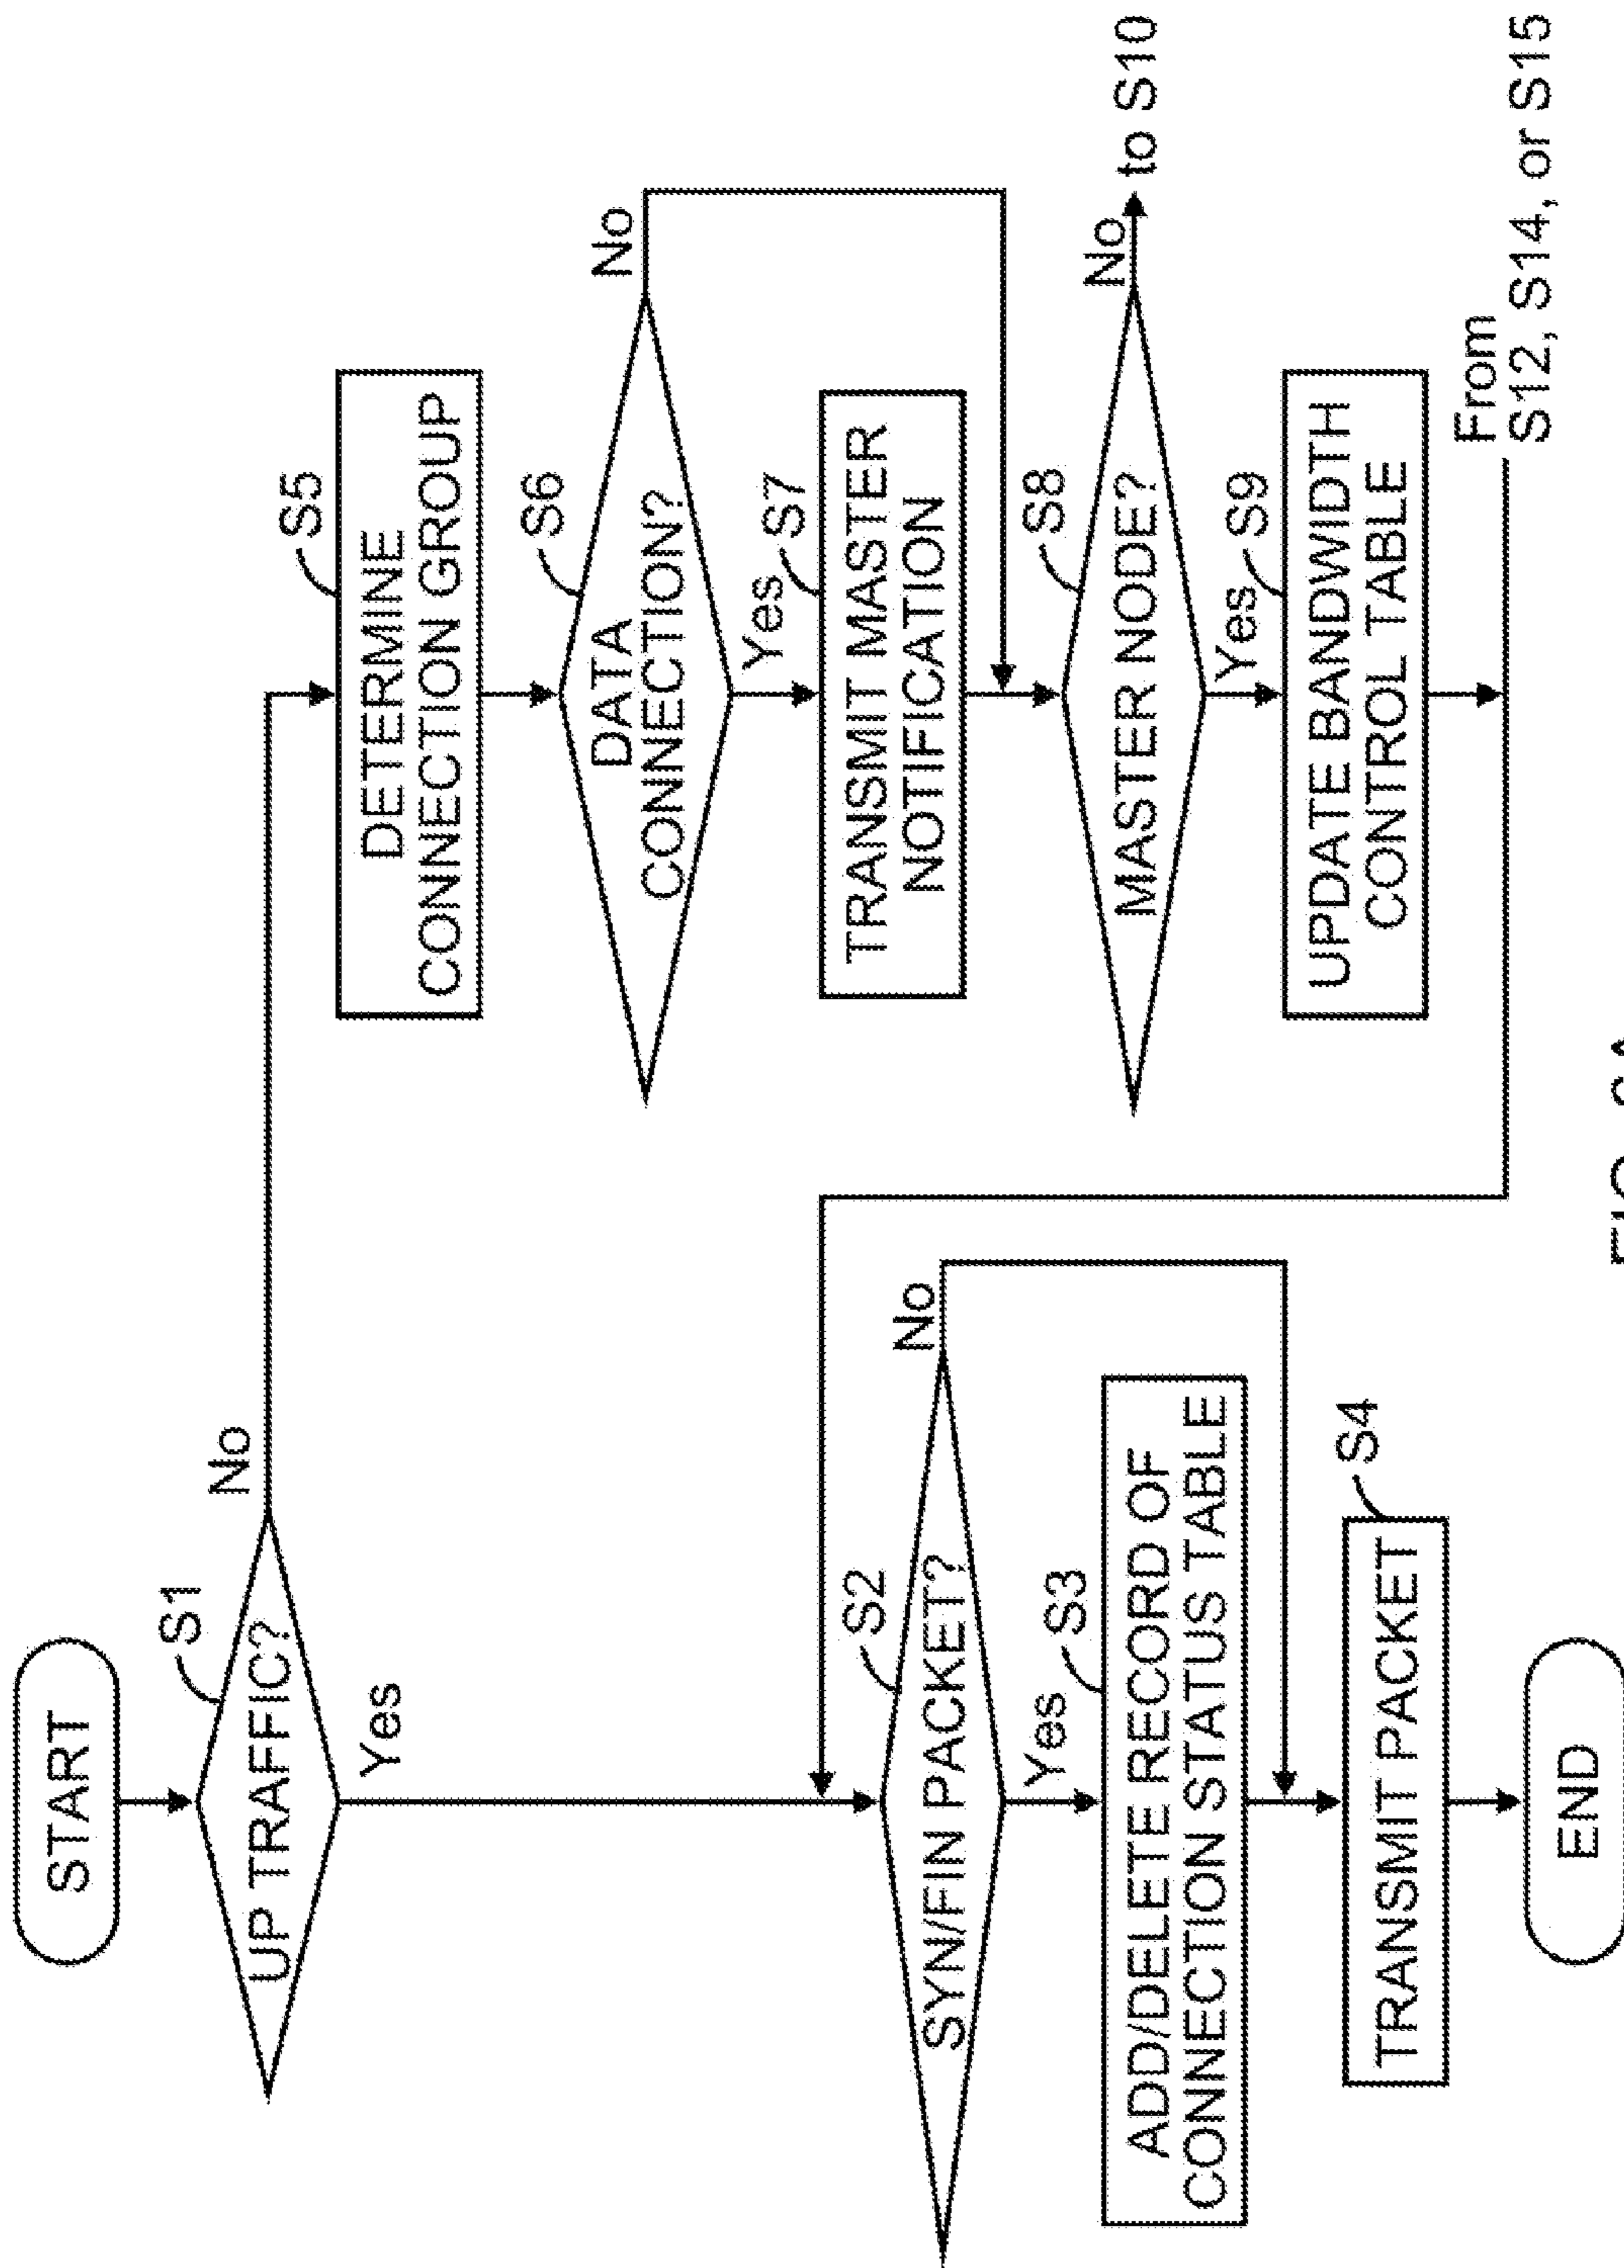 START
S1
UP TRAFFIC?
No
Yes
S2
SYN/FIN PACKET?
No
Yes
S3
ADD/DELETE RECORD OF
CONNECTION STATUS TABLE
S4
TRANSMIT PACKET
END
S5
DETERMINE
CONNECTION GROUP
S6
DATA
CONNECTION?
No
Yes
S7
TRANSMIT MASTER
NOTIFICATION
S8
MASTER NODE?
No
to S10
Yes
S9
UPDATE BANDWIDTH
CONTROL TABLE
From
S12, S14, or S15